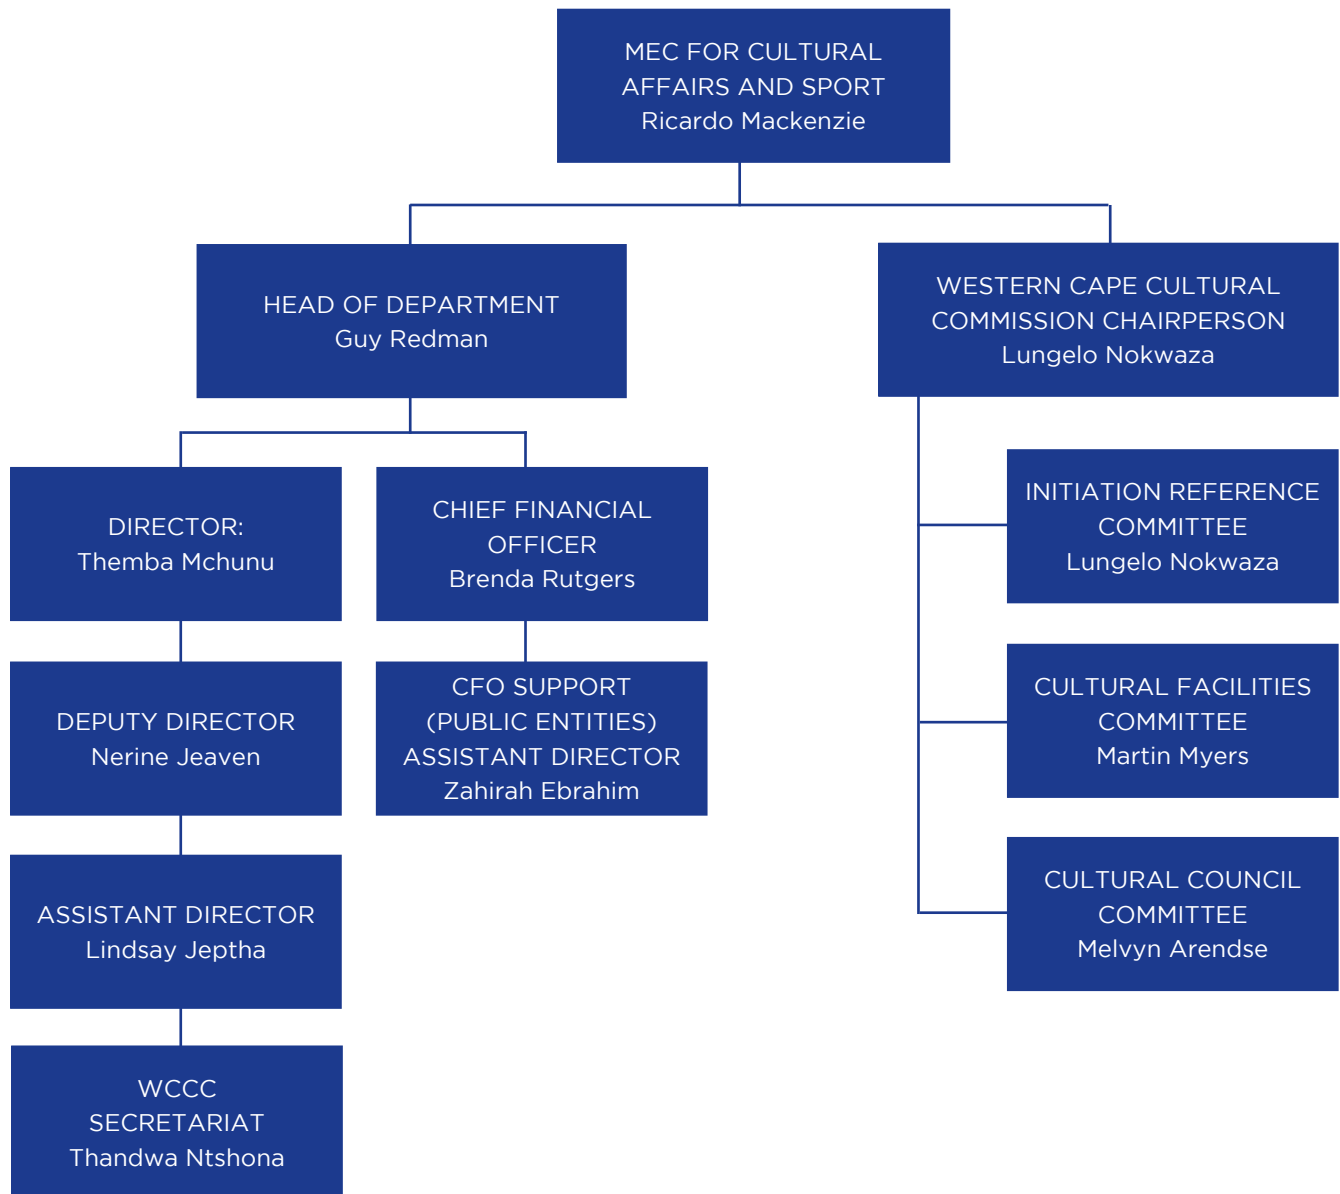 MEC FOR CULTURAL
AFFAIRS AND SPORT
Ricardo Mackenzie
HEAD OF DEPARTMENT
Guy Redman
WESTERN CAPE CULTURAL
COMMISSION CHAIRPERSON
Lungelo Nokwaza
DIRECTOR:
Themba Mchunu
CHIEF FINANCIAL
OFFICER
Brenda Rutgers
INITIATION REFERENCE
COMMITTEE
Lungelo Nokwaza
DEPUTY DIRECTOR
Nerine Jeaven
CFO SUPPORT
(PUBLIC ENTITIES)
ASSISTANT DIRECTOR
Zahirah Ebrahim
CULTURAL FACILITIES
COMMITTEE
Martin Myers
ASSISTANT DIRECTOR
Lindsay Jeptha
CULTURAL COUNCIL
COMMITTEE
Melvyn Arendse
WCCC
SECRETARIAT
Thandwa Ntshona